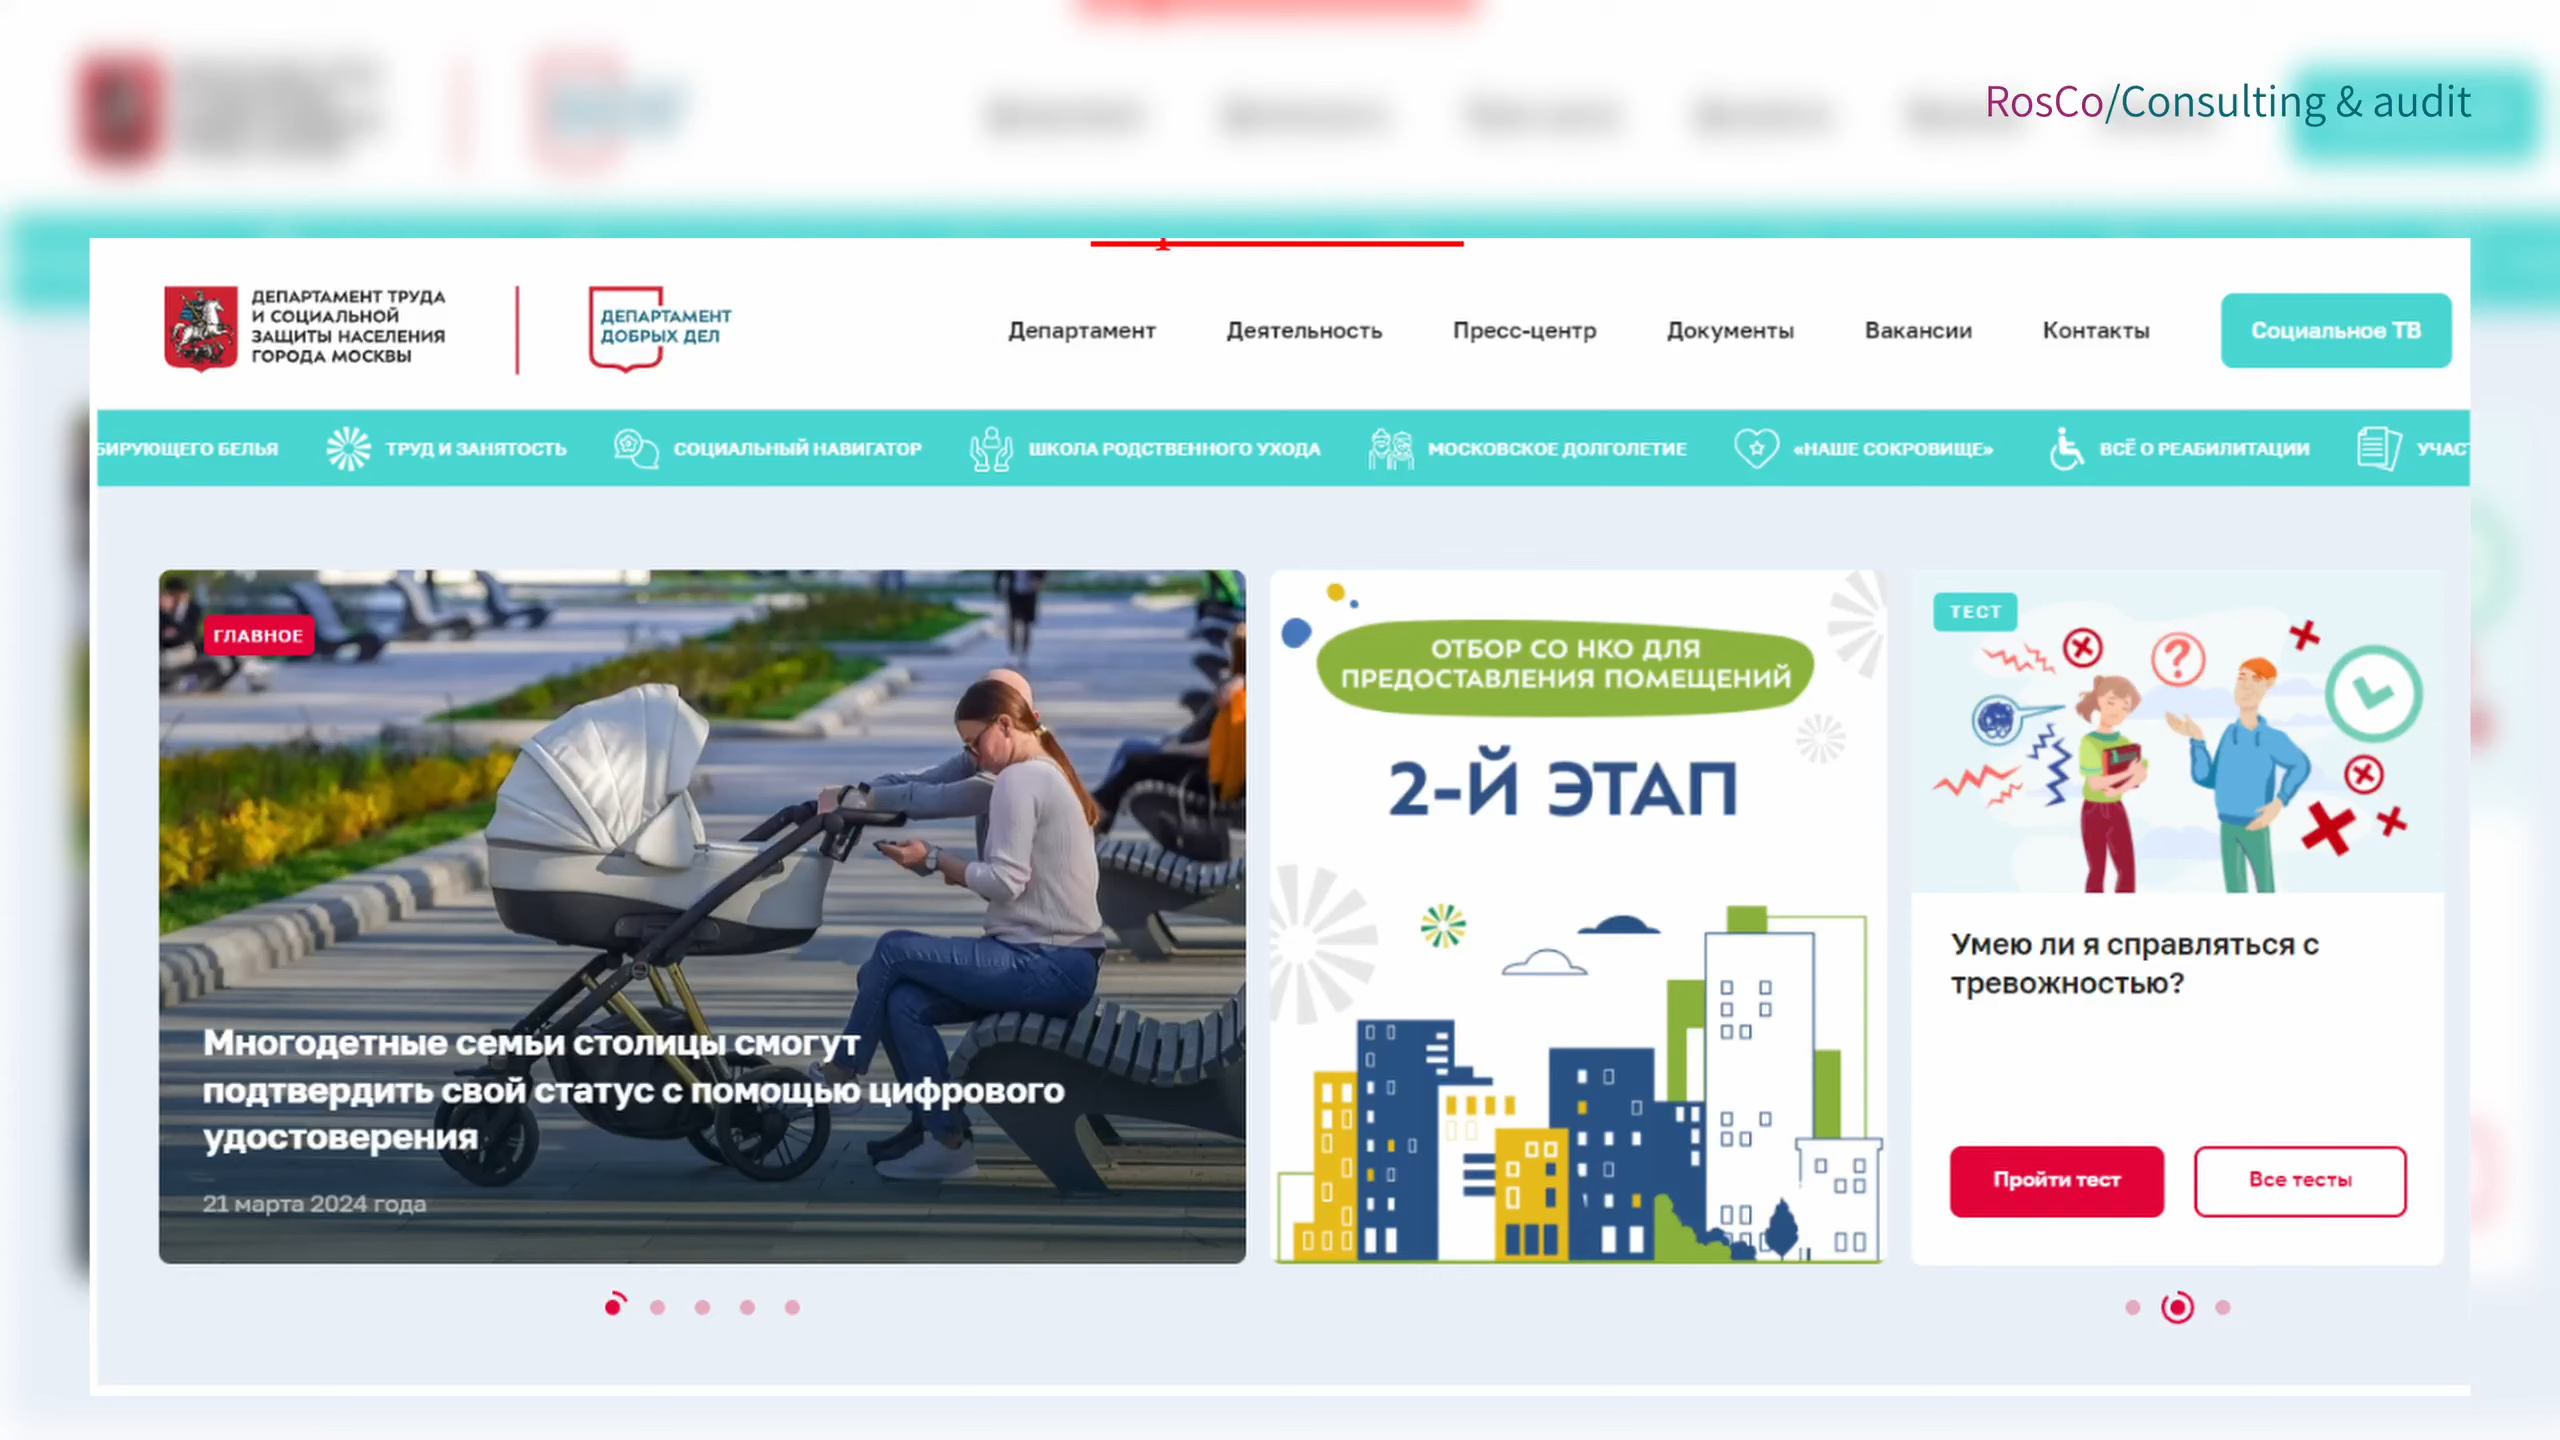 RosCo/Consulting & audit
ДЕПАРТАМЕНТ ТРУДА
И СОЦИАЛЬНОЙ
ЗАЩИТЫ НАСЕЛЕНИЯ
ГОРОДА МОСКВЫ
ДЕПАРТАМЕНТ
ДОБРЫХ ДЕЛ
Департамент
Деятельность
Пресс-центр
Документы
Вакансии
Контакты
Социальное ТВ
БИРУЮЩЕГО БЕЛЬЯ
ТРУД И ЗАНЯТОСТЬ
СОЦИАЛЬНЫЙ НАВИГАТОР
ШКОЛА РОДСТВЕННОГО УХОДА
МОСКОВСКОЕ ДОЛГОЛЕТИЕ
«НАШЕ СОКРОВИЩЕ»
ВСЁ О РЕАБИЛИТАЦИИ
УЧАС
ГЛАВНОЕ
Многодетные семьи столицы смогут
подтвердить свой статус с помощью цифрового
удостоверения
21 марта 2024 года
ОТБОР СО НКО ДЛЯ
ПРЕДОСТАВЛЕНИЯ ПОМЕЩЕНИЙ
2-Й ЭТАП
ТЕСТ
Умею ли я справляться с
тревожностью?
Пройти тест
Все тесты